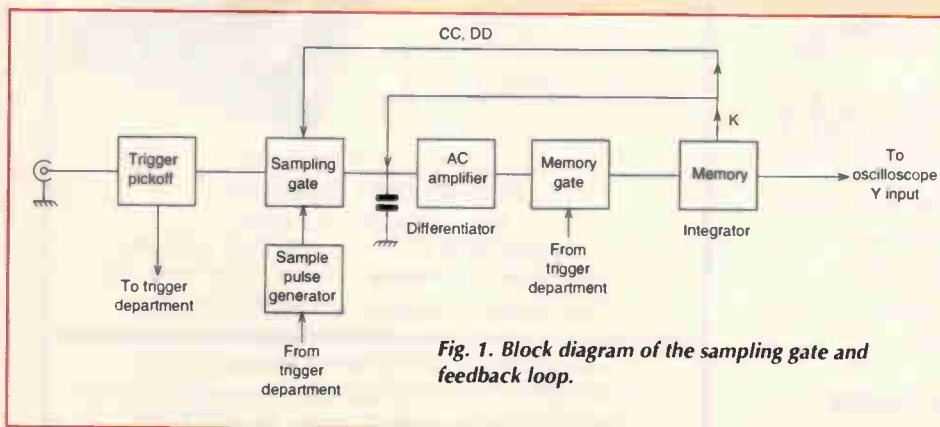 CC, DD
K
Trigger
pickoff
Sampling
gate
AC
amplifier
Memory
gate
Memory
To
oscilloscope
Y input
Differentiator
Integrator
To trigger
department
Sample
pulse
generator
From
trigger
department
From
trigger
department
Fig. 1. Block diagram of the sampling gate and
feedback loop.